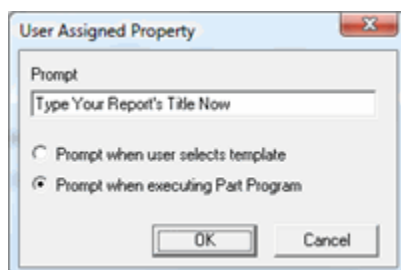 User Assigned Property
Prompt
Type Your Report's Title Now
Prompt when user selects template
Prompt when executing Part Program
OK
Cancel